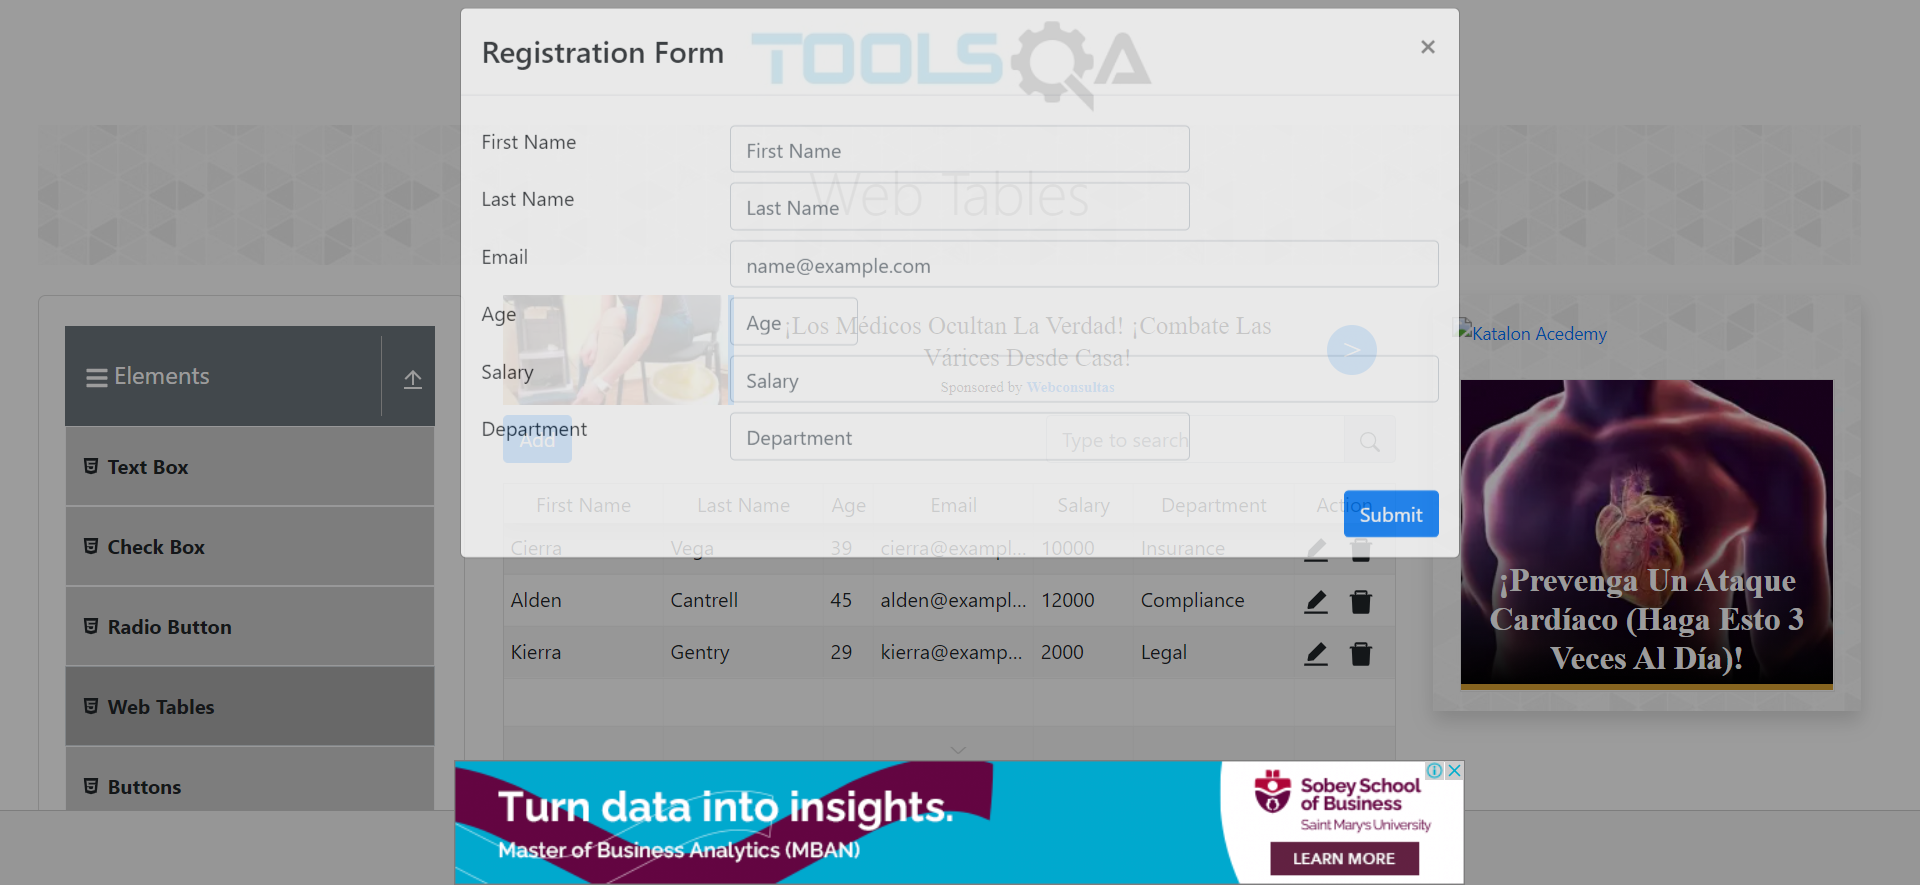 Registration Form
TOOLSQA
×
First Name
First Name
Web Tables
Last Name
Last Name
Email
name@example.com
Age
Age
¡Los Médicos Ocultan La Verdad! ¡Combate Las
Várices Desde Casa!
Sponsored by Webconsultas
>
Salary
Salary
Department
Department
Add
Type to search
Submit
First Name Last Name Age Email Salary Department Action
Cierra Vega 39 cierra@exampl... 10000 Insurance
Alden Cantrell 45 alden@exampl... 12000 Compliance
Kierra Gentry 29 kierra@examp... 2000 Legal
Elements
Text Box
Check Box
Radio Button
Web Tables
Buttons
Katalon Acedemy
¡Prevenga Un Ataque
Cardíaco (Haga Esto 3
Veces Al Día)!
Turn data into insights.
Master of Business Analytics (MBAN)
Sobey School
of Business
Saint Mary's University
LEARN MORE